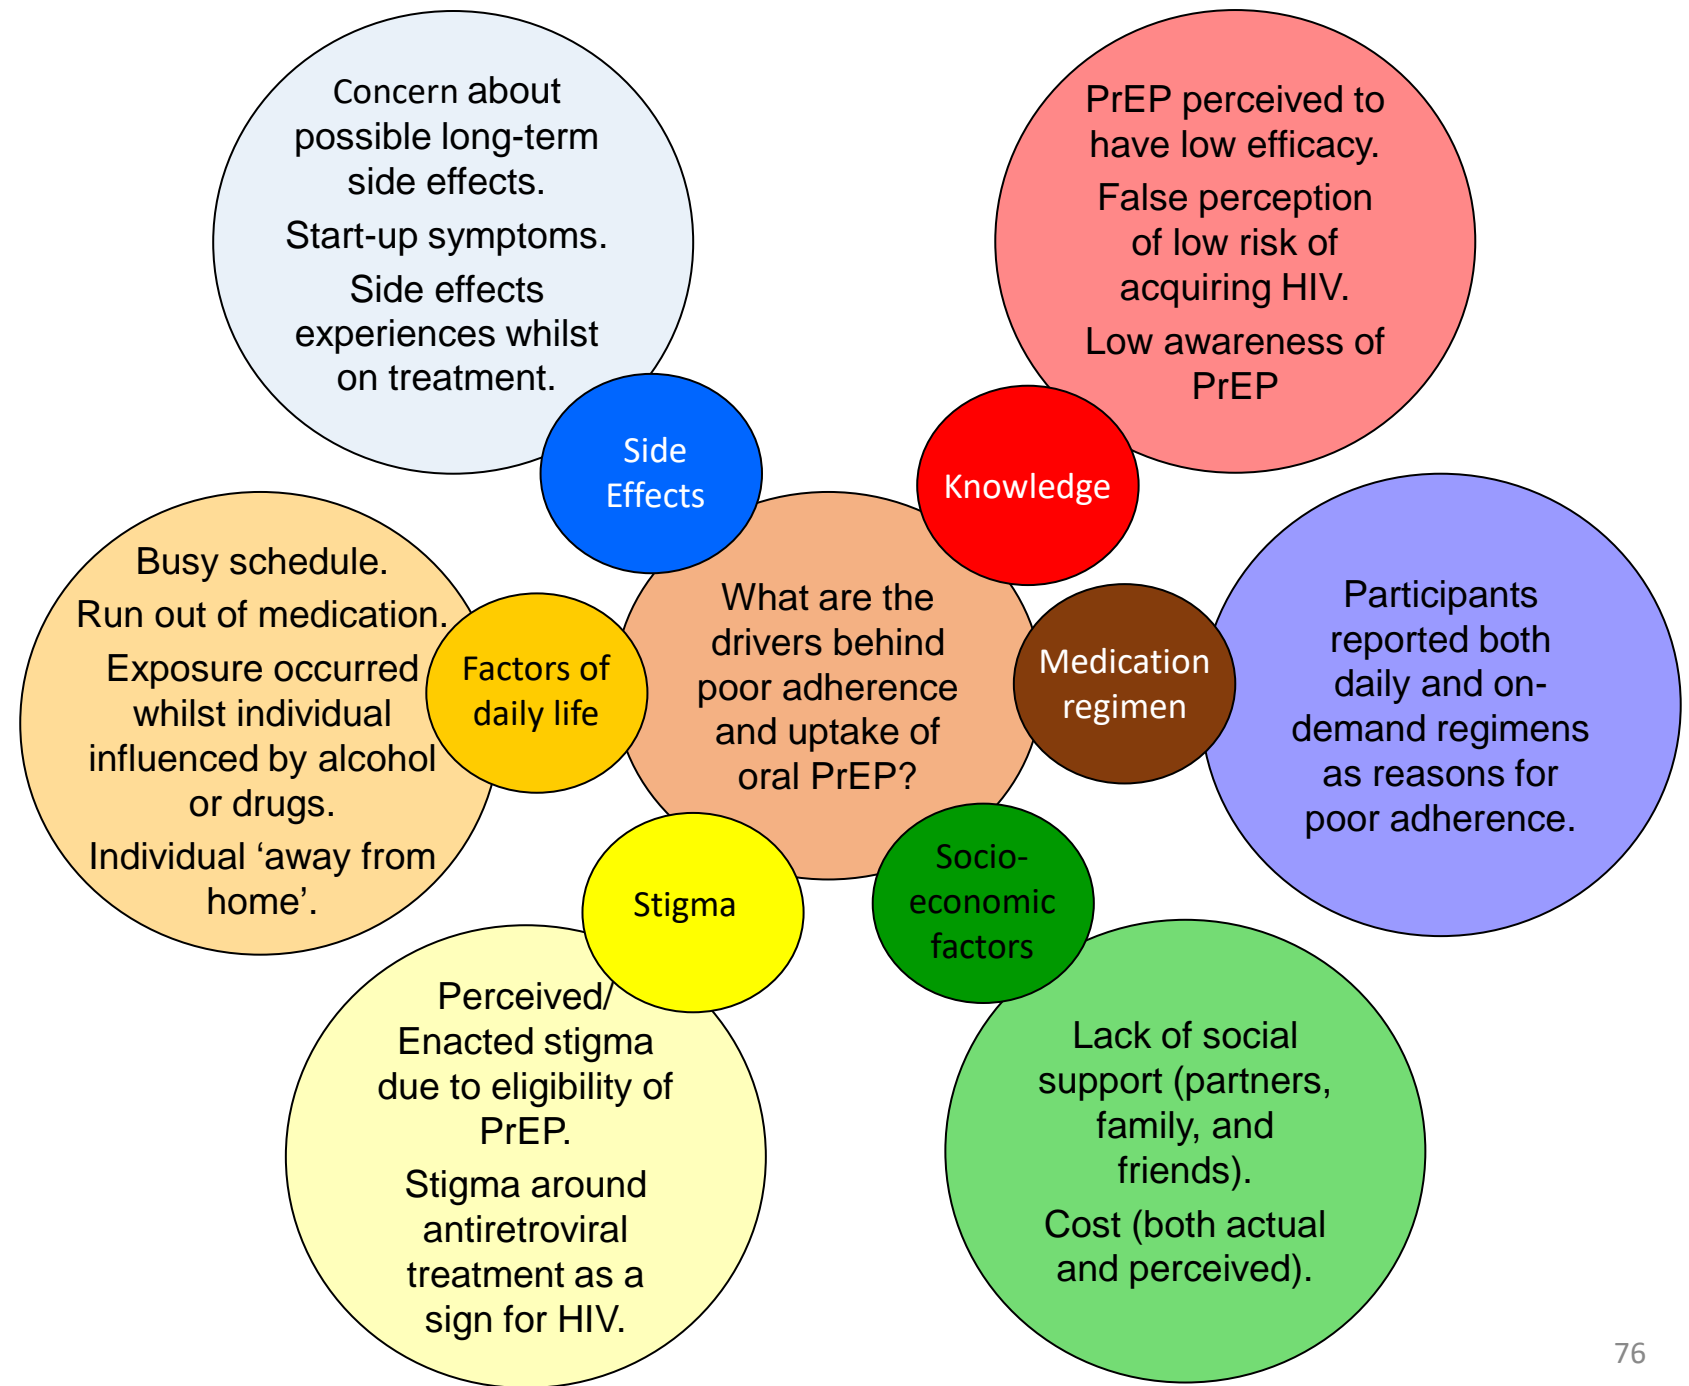 Concern about
possible long-term
side effects.
Start-up symptoms.
Side effects
experiences whilst
on treatment.
Side
Effects
PrEP perceived to
have low efficacy.
False perception
of low risk of
acquiring HIV.
Low awareness of
PrEP
Knowledge
Busy schedule.
Run out of medication.
Exposure occurred
whilst individual
influenced by alcohol
or drugs.
Individual ‘away from
home’.
Factors of
daily life
What are the
drivers behind
poor adherence
and uptake of
oral PrEP?
Medication
regimen
Participants
reported both
daily and on-
demand regimens
as reasons for
poor adherence.
Stigma
Perceived/
Enacted stigma
due to eligibility of
PrEP.
Stigma around
antiretroviral
treatment as a
sign for HIV.
Socio-
economic
factors
Lack of social
support (partners,
family, and
friends).
Cost (both actual
and perceived).
76